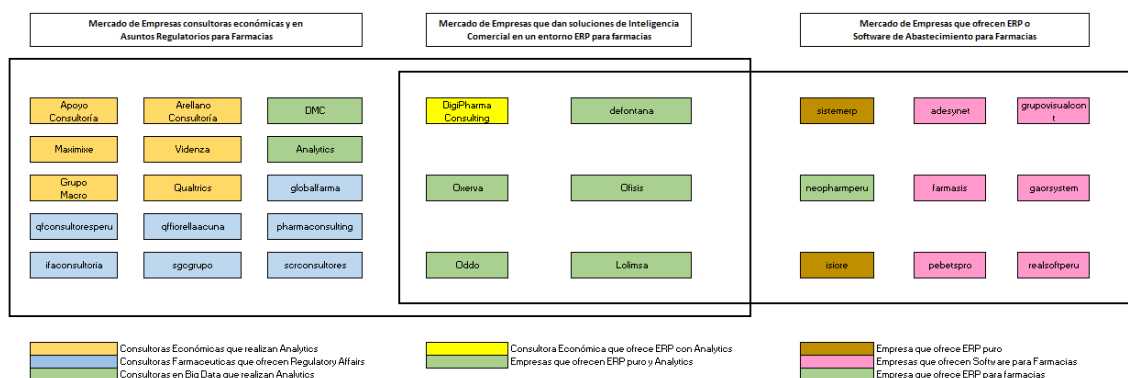 Mercado de Empresas consultoras económicas y en
Asuntos Regulatorios para Farmacias
Mercado de Empresas que dan soluciones de Inteligencia
Comercial en un entorno ERP para farmacias
Mercado de Empresas que ofrecen ERP o
Software de Abastecimiento para Farmacias
Apoyo
Consultoría
Arellano
Consultoría
DMC
DigiPharma
Consulting
defontana
sistemerp
adesynet
grupovisualcon
t
Maximixe
Videnza
Analytics
Grupo
Macro
Qualtrics
globalfarma
Oxerva
Ofisis
neopharmperu
farmasis
gaorsystem
qfconsultoresperu
qffiorellaacuna
pharmaconsulting
ifaconsultoria
sgcgrupo
scrconsultores
Oddo
Lolimsa
isiore
pebetspro
realsoftperu
Consultoras Económicas que realizan Analytics
Consultoras Farmaceuticas que ofrecen Regulatory Affairs
Consultoras en Big Data que realizan Analytics
Consultora Económica que ofrece ERP con Analytics
Empresas que ofrecen ERP puro y Analytics
Empresa que ofrece ERP puro
Empresas que ofrecen Software para Farmacias
Empresa que ofrece ERP para farmacias